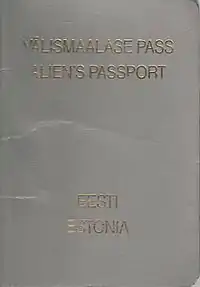 VÄLISMAALASE PASS
ALIEN'S PASSPORT
EESTI
ESTONIA